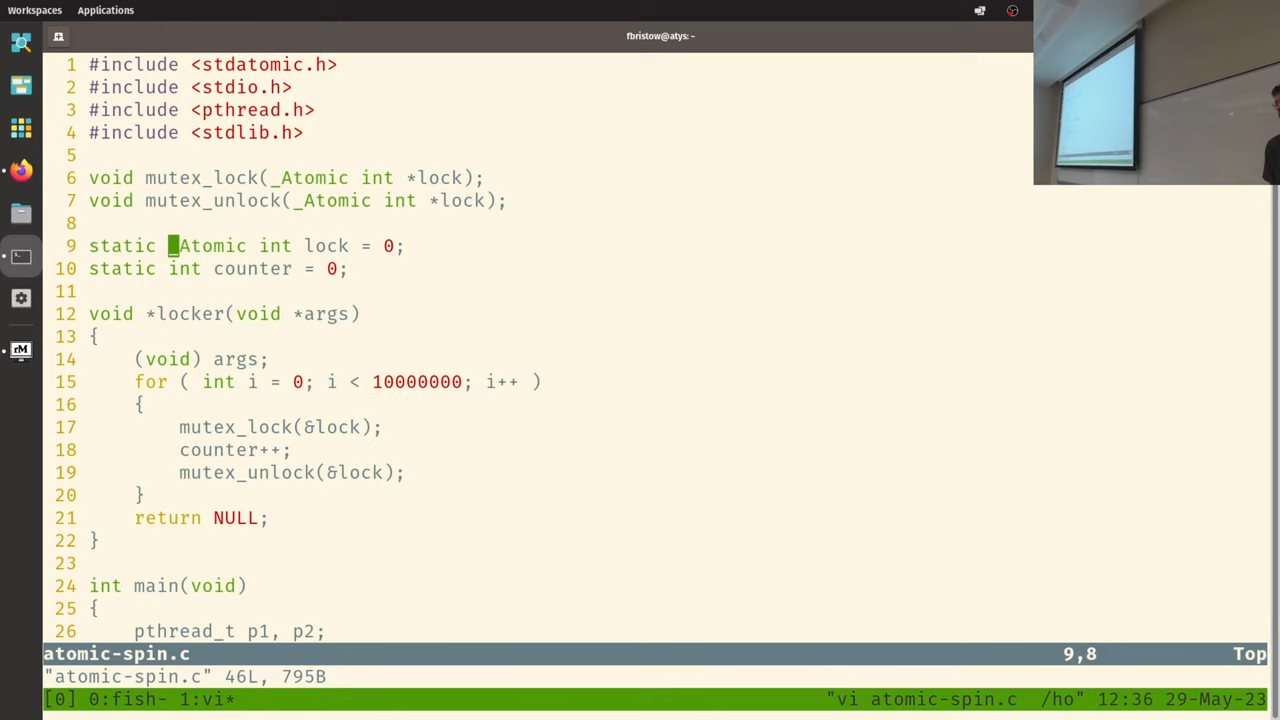 Workspaces Applications
fbristow@atys: ~
1 #include <stdatomic.h>
2 #include <stdio.h>
3 #include <pthread.h>
4 #include <stdlib.h>
5
6 void mutex_lock(_Atomic int *lock);
7 void mutex_unlock(_Atomic int *lock);
8
9 static _Atomic int lock = 0;
10 static int counter = 0;
11
12 void *locker(void *args)
13 {
14     (void) args;
15     for ( int i = 0; i < 10000000; i++ )
16     {
17         mutex_lock(&lock);
18         counter++;
19         mutex_unlock(&lock);
20     }
21     return NULL;
22 }
23
24 int main(void)
25 {
26     pthread_t p1, p2;
atomic-spin.c 9,8 Top
"atomic-spin.c" 46L, 795B
[0] 0:fish- 1:vi* "vi atomic-spin.c /ho" 12:36 29-May-23
rM